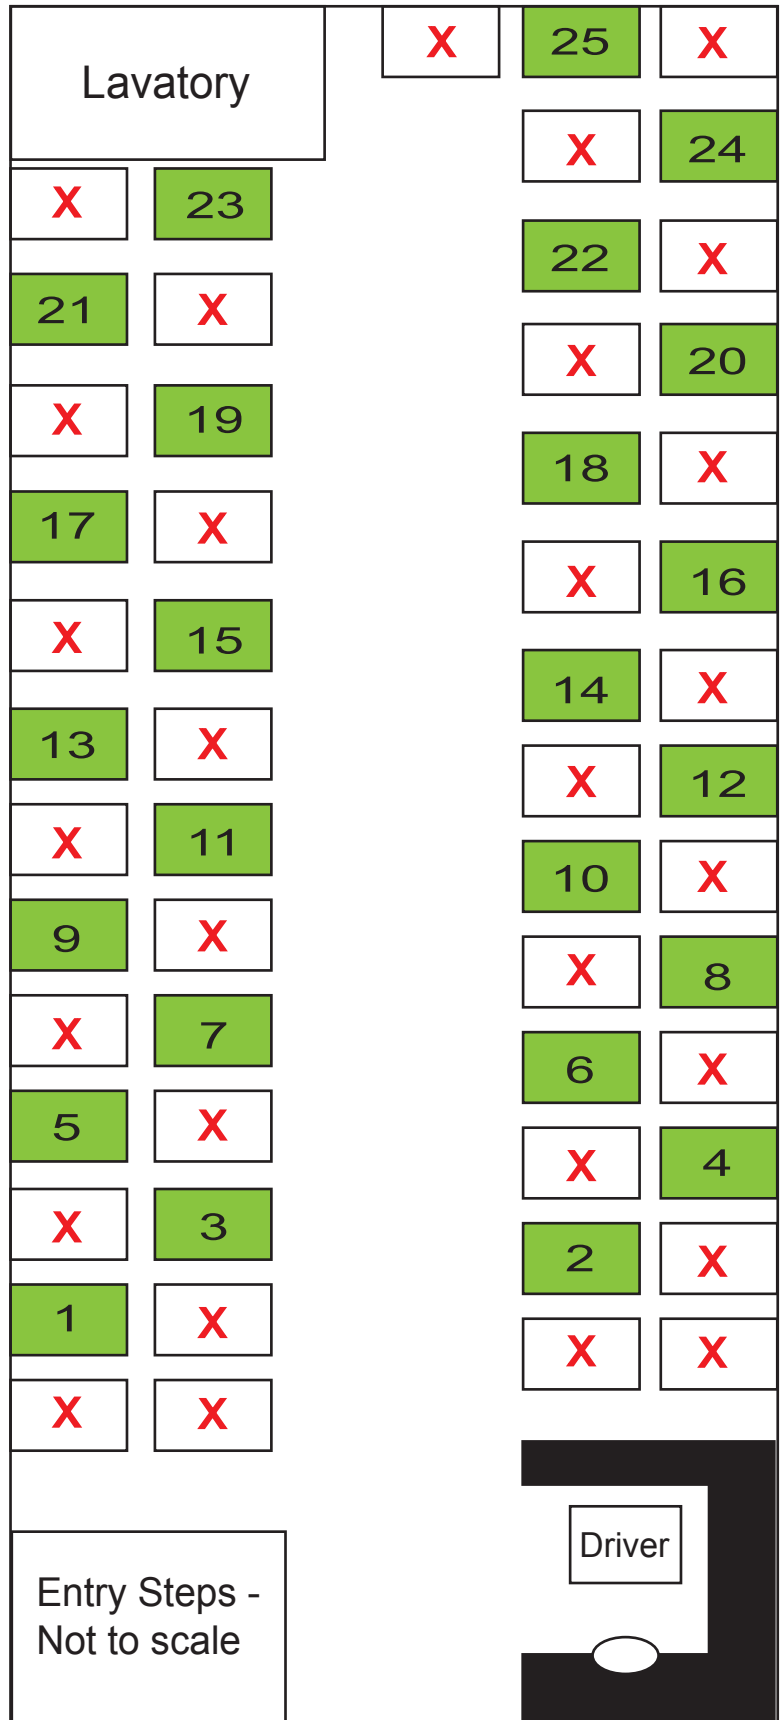 Lavatory
X 25 X
X 24
X 23
22 X
21 X
X 20
X 19
18 X
17 X
X 16
X 15
14 X
13 X
X 12
X 11
10 X
9 X
X 8
X 7
6 X
5 X
X 4
X 3
2 X
1 X
X X
X X
Driver
Entry Steps -
Not to scale